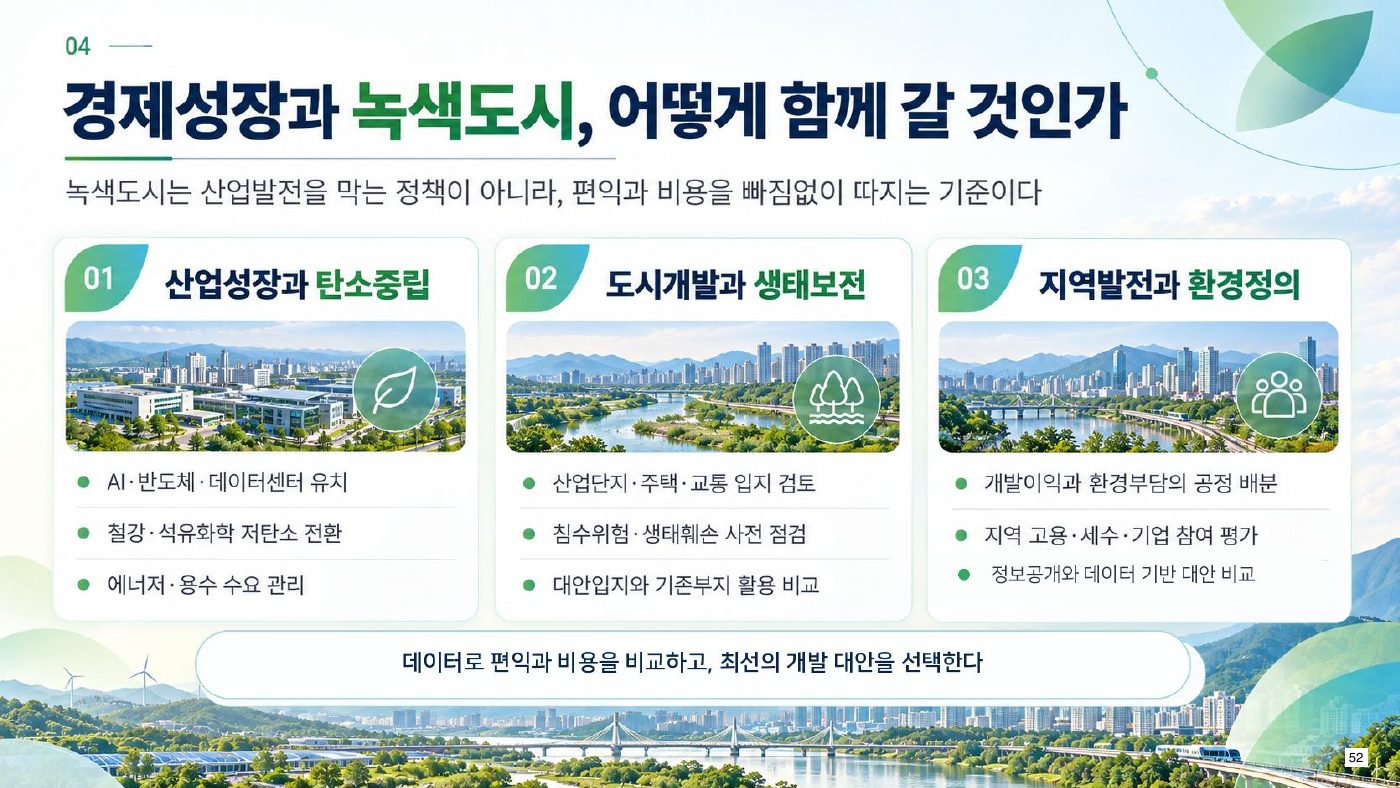 04
경제성장과 녹색도시, 어떻게 함께 갈 것인가
녹색도시는 산업발전을 막는 정책이 아니라, 편익과 비용을 빠짐없이 따지는 기준이다
01
산업성장과 탄소중립
AI·반도체·데이터센터 유치
철강·석유화학 저탄소 전환
에너저·용수 수요 관리
02
도시개발과 생태보전
산업단지·주택·교통 입지 검토
침수위험·생태훼손 사전 점검
대안입지와 기존부지 활용 비교
03
지역발전과 환경정의
개발이익과 환경부담의 공정 배분
지역 고용·세수·기업 참여 평가
정보공개와 데이터 기반 대안 비교
데이터로 편익과 비용을 비교하고, 최선의 개발 대안을 선택한다
52